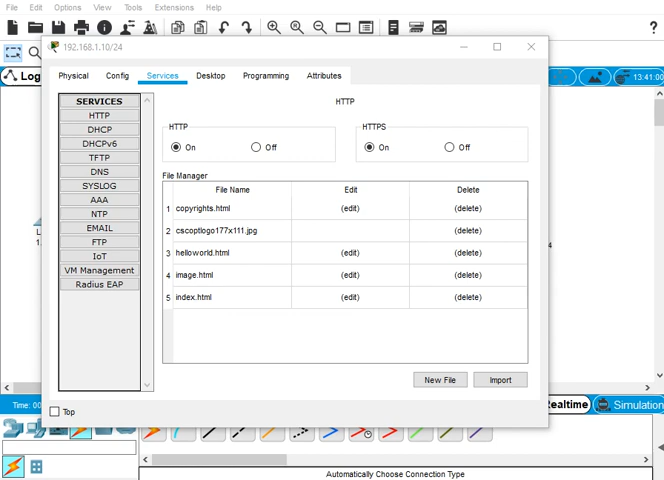 File Edit Options View Tools Extensions Help
192.168.1.10/24
Physical Config Services Desktop Programming Attributes
Log
13:41:00
SERVICES
HTTP
DHCP
DHCPv6
TFTP
DNS
SYSLOG
AAA
NTP
EMAIL
FTP
IoT
VM Management
Radius EAP
HTTP
HTTP
On Off
HTTPS
On Off
File Manager
File Name Edit Delete
1 copyrights.html (edit) (delete)
2 cscoptlogo177x111.jpg (delete)
3 helloworld.html (edit) (delete)
4 image.html (edit) (delete)
5 index.html (edit) (delete)
New File Import
Top
Time: 00
Realtime Simulation
Automatically Choose Connection Type